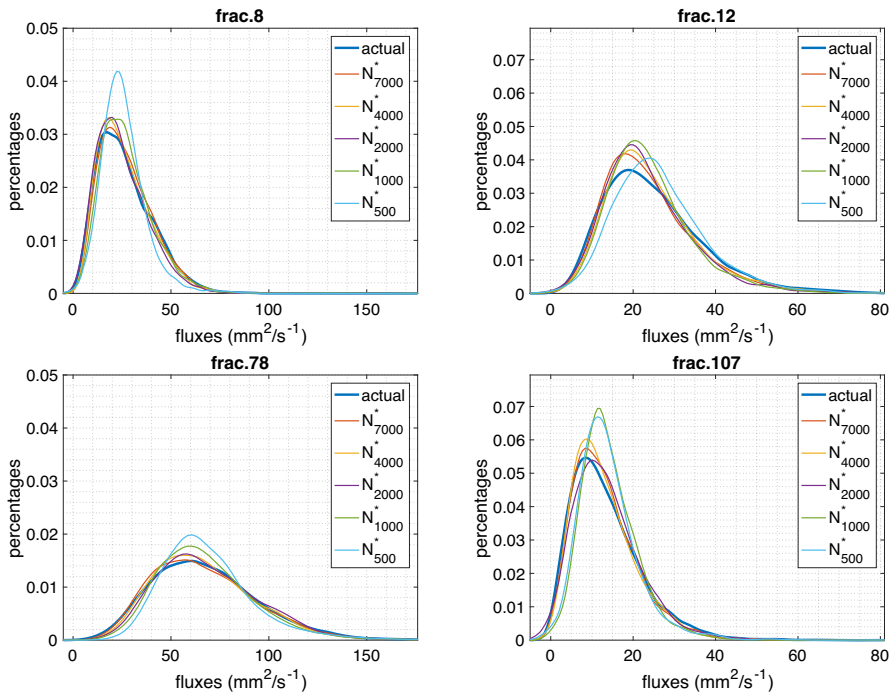 frac.8
0.05
0.04
0.03
0.02
0.01
0
percentages
0
50
100
150
fluxes (mm²/s⁻¹)
actual
N*7000
N*4000
N*2000
N*1000
N*500
frac.12
0.07
0.06
0.05
0.04
0.03
0.02
0.01
0
percentages
0
20
40
60
80
fluxes (mm²/s⁻¹)
actual
N*7000
N*4000
N*2000
N*1000
N*500
frac.78
0.05
0.04
0.03
0.02
0.01
0
percentages
0
50
100
150
fluxes (mm²/s⁻¹)
actual
N*7000
N*4000
N*2000
N*1000
N*500
frac.107
0.07
0.06
0.05
0.04
0.03
0.02
0.01
0
percentages
0
20
40
60
80
fluxes (mm²/s⁻¹)
actual
N*7000
N*4000
N*2000
N*1000
N*500